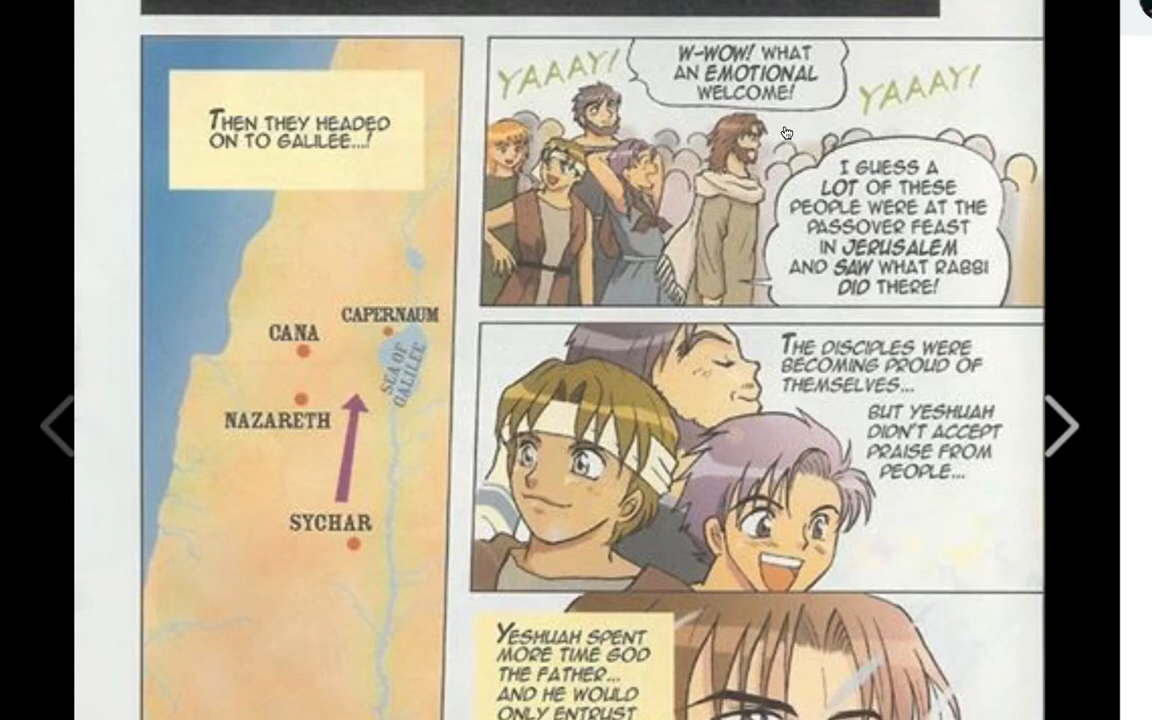 THEN THEY HEADED
ON TO GALILEE...!
CANA
CAPERNAUM
SEA OF
GALILEE
NAZARETH
SYCHAR
YAAAY!
W-WOW! WHAT
AN EMOTIONAL
WELCOME!
YAAAY!
I GUESS A
LOT OF THESE
PEOPLE WERE AT THE
PASSOVER FEAST
IN JERUSALEM
AND SAW WHAT RABBI
DID THERE!
THE DISCIPLES WERE
BECOMING PROUD OF
THEMSELVES...
BUT YESHUAH
DIDN'T ACCEPT
PRAISE FROM
PEOPLE...
YESHUAH SPENT
MORE TIME GOD
THE FATHER...
AND HE WOULD
ONLY ENTRUST